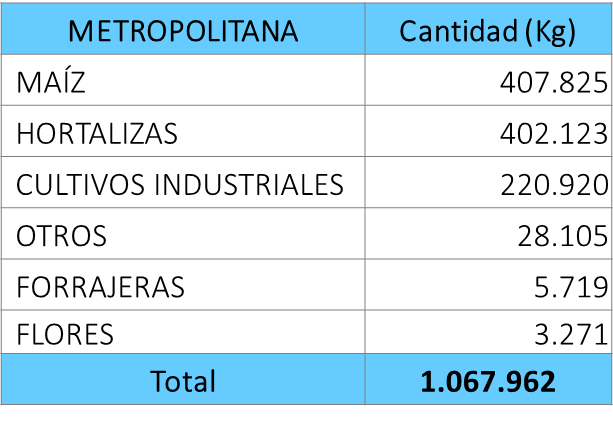 METROPOLITANA Cantidad (Kg)
MAÍZ 407.825
HORTALIZAS 402.123
CULTIVOS INDUSTRIALES 220.920
OTROS 28.105
FORRAJERAS 5.719
FLORES 3.271
Total 1.067.962